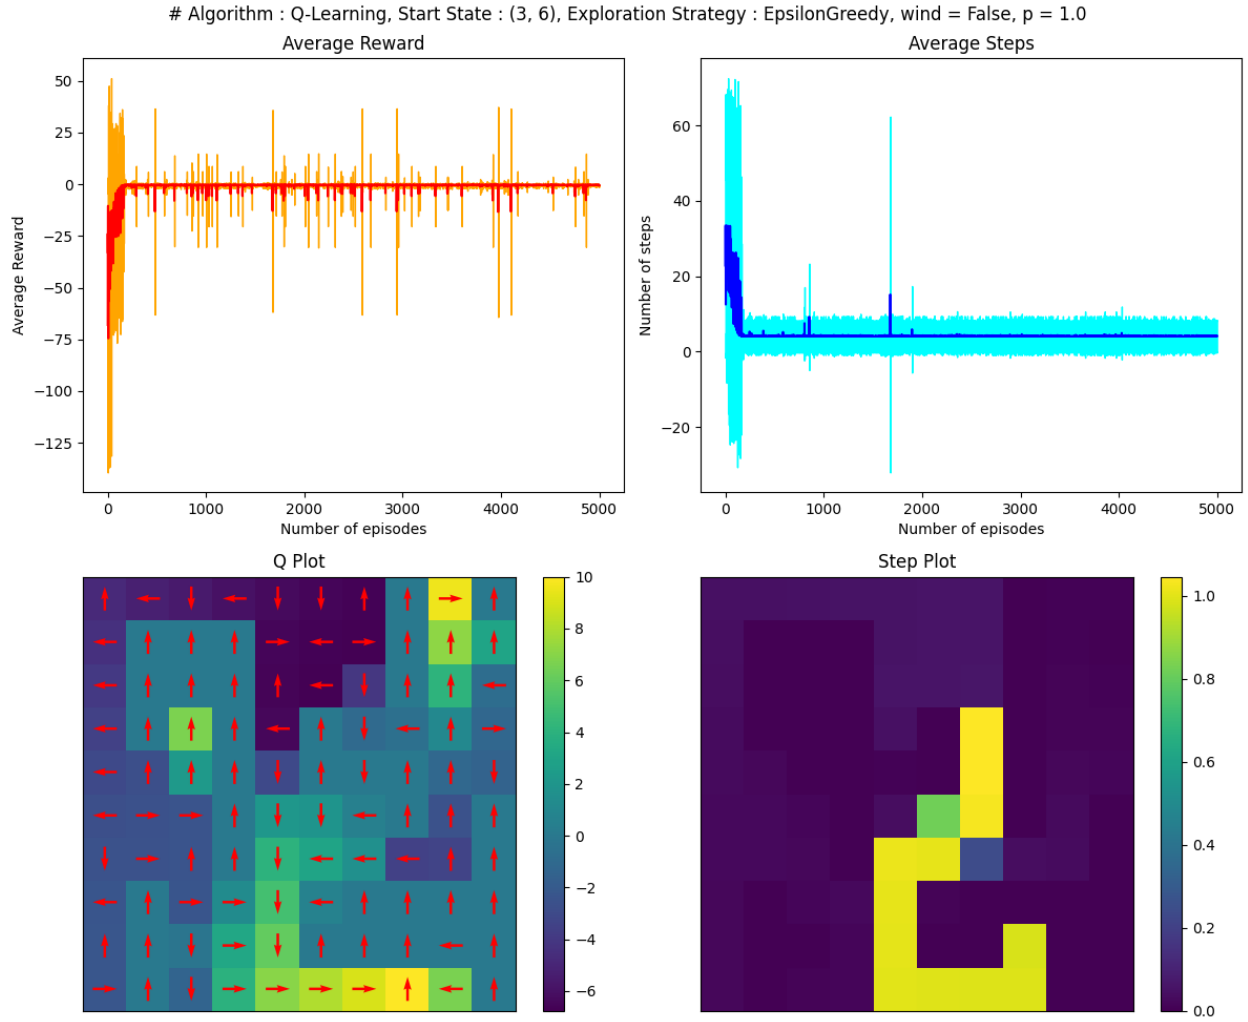 # Algorithm : Q-Learning, Start State : (3, 6), Exploration Strategy : EpsilonGreedy, wind = False, p = 1.0
Average Reward
Average Reward
50
25
0
−25
−50
−75
−100
−125
0 1000 2000 3000 4000 5000
Number of episodes
Average Steps
Number of steps
60
40
20
0
−20
0 1000 2000 3000 4000 5000
Number of episodes
Q Plot
10
8
6
4
2
0
−2
−4
−6
Step Plot
1.0
0.8
0.6
0.4
0.2
0.0